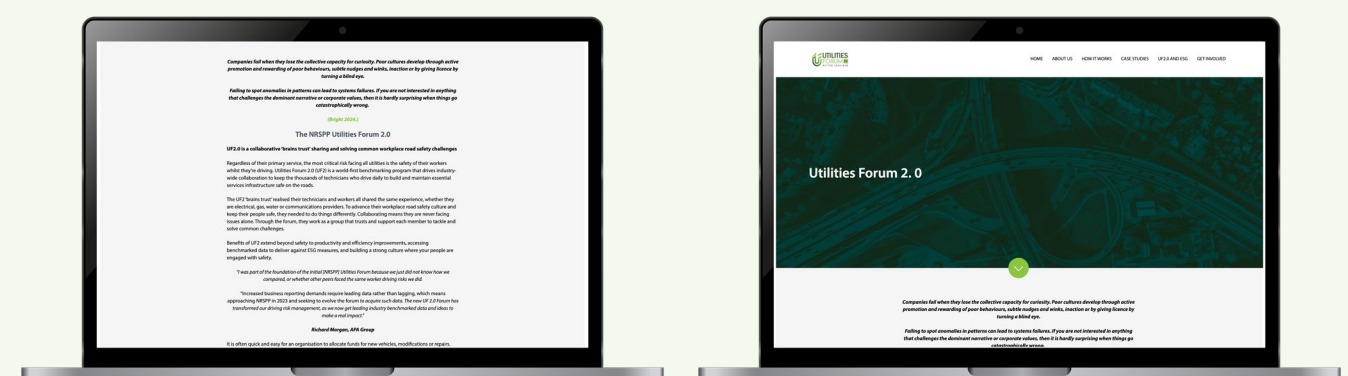 Companies fail when they lose the collective capacity for curiosity. Poor cultures develop through active
promotion and rewarding of poor behaviours, subtle nudges and winks, inaction or by giving licence by
turning a blind eye.
Failing to spot anomalies in patterns can lead to systems failures. If you are not interested in anything
that challenges the dominant narrative or corporate values, then it is hardly surprising when things go
catastrophically wrong.
(Bright 2024.)
The NRSPP Utilities Forum 2.0
UF2.0 is a collaborative 'brains trust' sharing and solving common workplace road safety challenges
Regardless of their primary service, the most critical risk facing all utilities is the safety of their workers
whilst they're driving. Utilities Forum 2.0 (UF2) is a world-first benchmarking program that drives industry-
wide collaboration to keep the thousands of technicians who drive daily to build and maintain essential
services infrastructure safe on the roads.
The UF2 'brains trust' realised their technicians and workers all shared the same experience, whether they
are electrical, gas, water or communications providers. To advance their workplace road safety culture and
keep their people safe, they needed to do things differently. Collaborating means they are never facing
issues alone. Through the forum, they work as a group that trusts and support each member to tackle and
solve common challenges.
Benefits of UF2 extend beyond safety to productivity and efficiency improvements, accessing
benchmarked data to deliver against ESG measures, and building a strong culture where your people are
engaged with safety.
"I was part of the foundation of the initial [NRSPP] Utilities Forum because we just did not know how we
compared, or whether other peers faced the same worker driving risks we did.
"Increased business reporting demands require leading data rather than lagging, which means
approaching NRSPP in 2023 and seeking to evolve the forum to acquire such data. The new UF 2.0 Forum has
transformed our driving risk management, as we now get leading industry benchmarked data and ideas to
make a real impact."
Richard Morgan, APA Group
It is often quick and easy for an organisation to allocate funds for new vehicles, modifications or repairs.
UTILITIES
FORUM
HOME ABOUT US HOW IT WORKS CASE STUDIES UF2.0 AND ESG GET INVOLVED
Utilities Forum 2. 0
Companies fail when they lose the collective capacity for curiosity. Poor cultures develop through active
promotion and rewarding of poor behaviours, subtle nudges and winks, inaction or by giving licence by
turning a blind eye.
Failing to spot anomalies in patterns can lead to systems failures. If you are not interested in anything
that challenges the dominant narrative or corporate values, then it is hardly surprising when things go
catastrophically wrong.